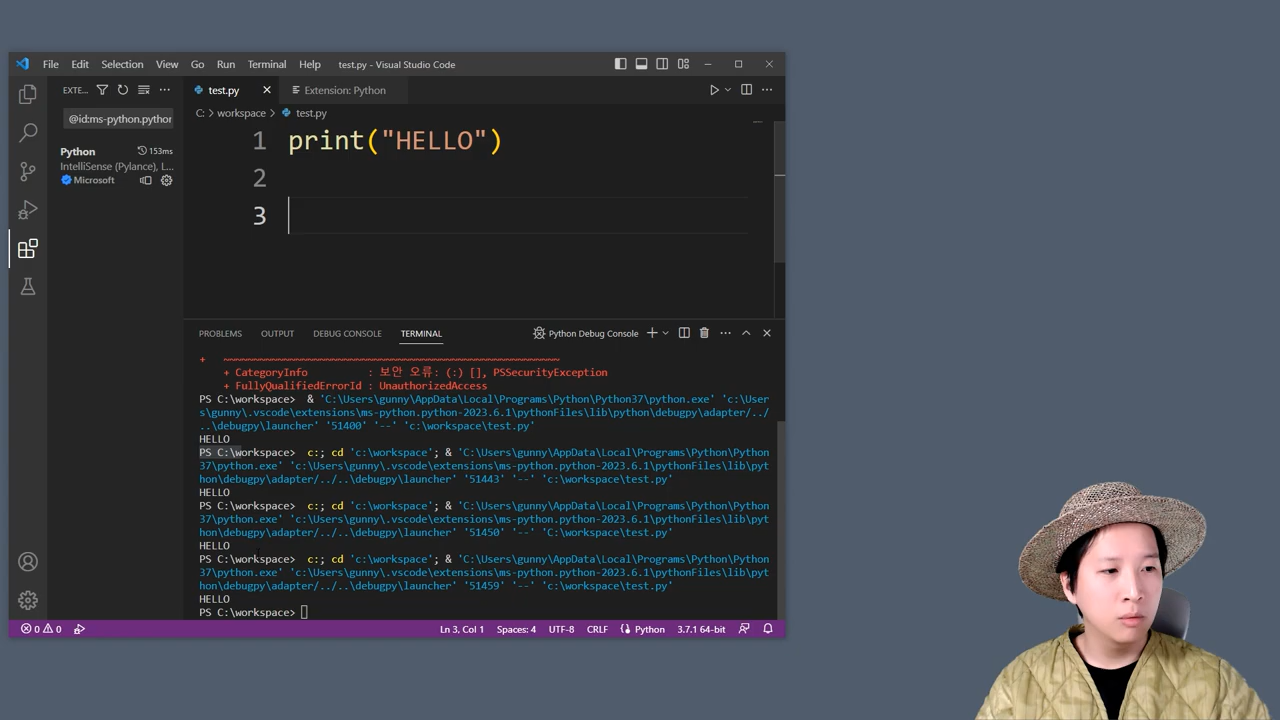 File Edit Selection View Go Run Terminal Help test.py - Visual Studio Code
EXTE... test.py Extension: Python
C: > workspace > test.py
@id:ms-python.python
Python 153ms
IntelliSense (Pylance), L...
Microsoft
1 print("HELLO")
2
3
PROBLEMS OUTPUT DEBUG CONSOLE TERMINAL Python Debug Console
+ ~~~~~~~~~~~~~~~~~~~~~~~~~~~~~~~~~~~~~~~~~~~~~~~~~~~~~~~
+ CategoryInfo : 보안 오류: (:) [], PSSecurityException
+ FullyQualifiedErrorId : UnauthorizedAccess
PS C:\workspace> & 'C:\Users\gunny\AppData\Local\Programs\Python\Python37\python.exe' 'c:\User
s\gunny\.vscode\extensions\ms-python.python-2023.6.1\pythonFiles\lib\python\debugpy\adapter/../
..\debugpy\launcher' '51400' '--' 'c:\workspace\test.py'
HELLO
PS C:\workspace> c:; cd 'c:\workspace'; & 'C:\Users\gunny\AppData\Local\Programs\Python\Python
37\python.exe' 'c:\Users\gunny\.vscode\extensions\ms-python.python-2023.6.1\pythonFiles\lib\pyt
hon\debugpy\adapter/../..\debugpy\launcher' '51443' '--' 'c:\workspace\test.py'
HELLO
PS C:\workspace> c:; cd 'c:\workspace'; & 'C:\Users\gunny\AppData\Local\Programs\Python\Python
37\python.exe' 'c:\Users\gunny\.vscode\extensions\ms-python.python-2023.6.1\pythonFiles\lib\pyt
hon\debugpy\adapter/../..\debugpy\launcher' '51450' '--' 'C:\workspace\test.py'
HELLO
PS C:\workspace> c:; cd 'c:\workspace'; & 'C:\Users\gunny\AppData\Local\Programs\Python\Python
37\python.exe' 'c:\Users\gunny\.vscode\extensions\ms-python.python-2023.6.1\pythonFiles\lib\pyt
hon\debugpy\adapter/../..\debugpy\launcher' '51459' '--' 'c:\workspace\test.py'
HELLO
PS C:\workspace>
0 0 Ln 3, Col 1 Spaces: 4 UTF-8 CRLF Python 3.7.1 64-bit